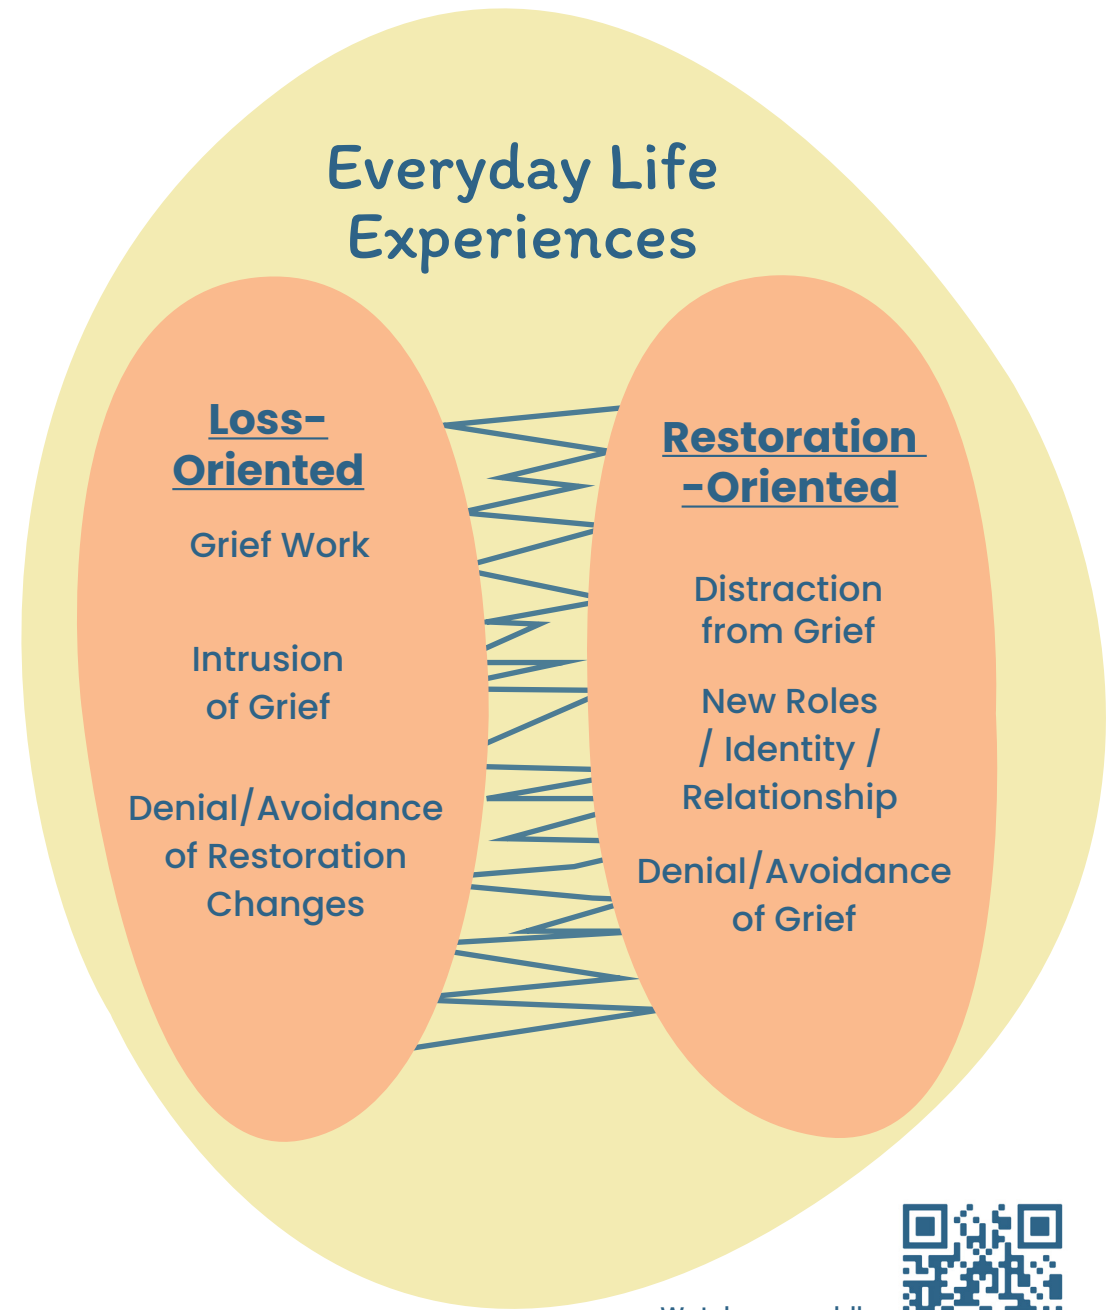 Everyday Life
Experiences
Loss-
Oriented
Grief Work
Intrusion
of Grief
Denial/Avoidance
of Restoration
Changes
Restoration
-Oriented
Distraction
from Grief
New Roles
/ Identity /
Relationship
Denial/Avoidance
of Grief